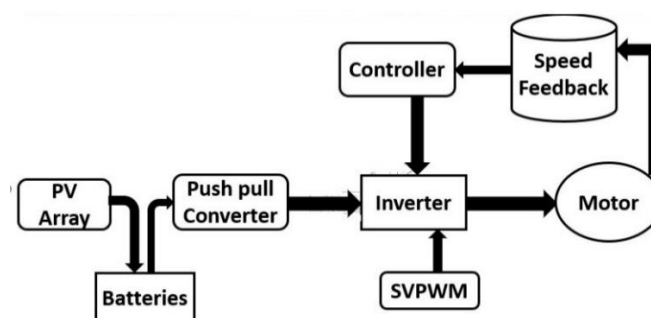 Controller
Speed
Feedback
PV
Array
Push pull
Converter
Inverter
Motor
Batteries
SVPWM